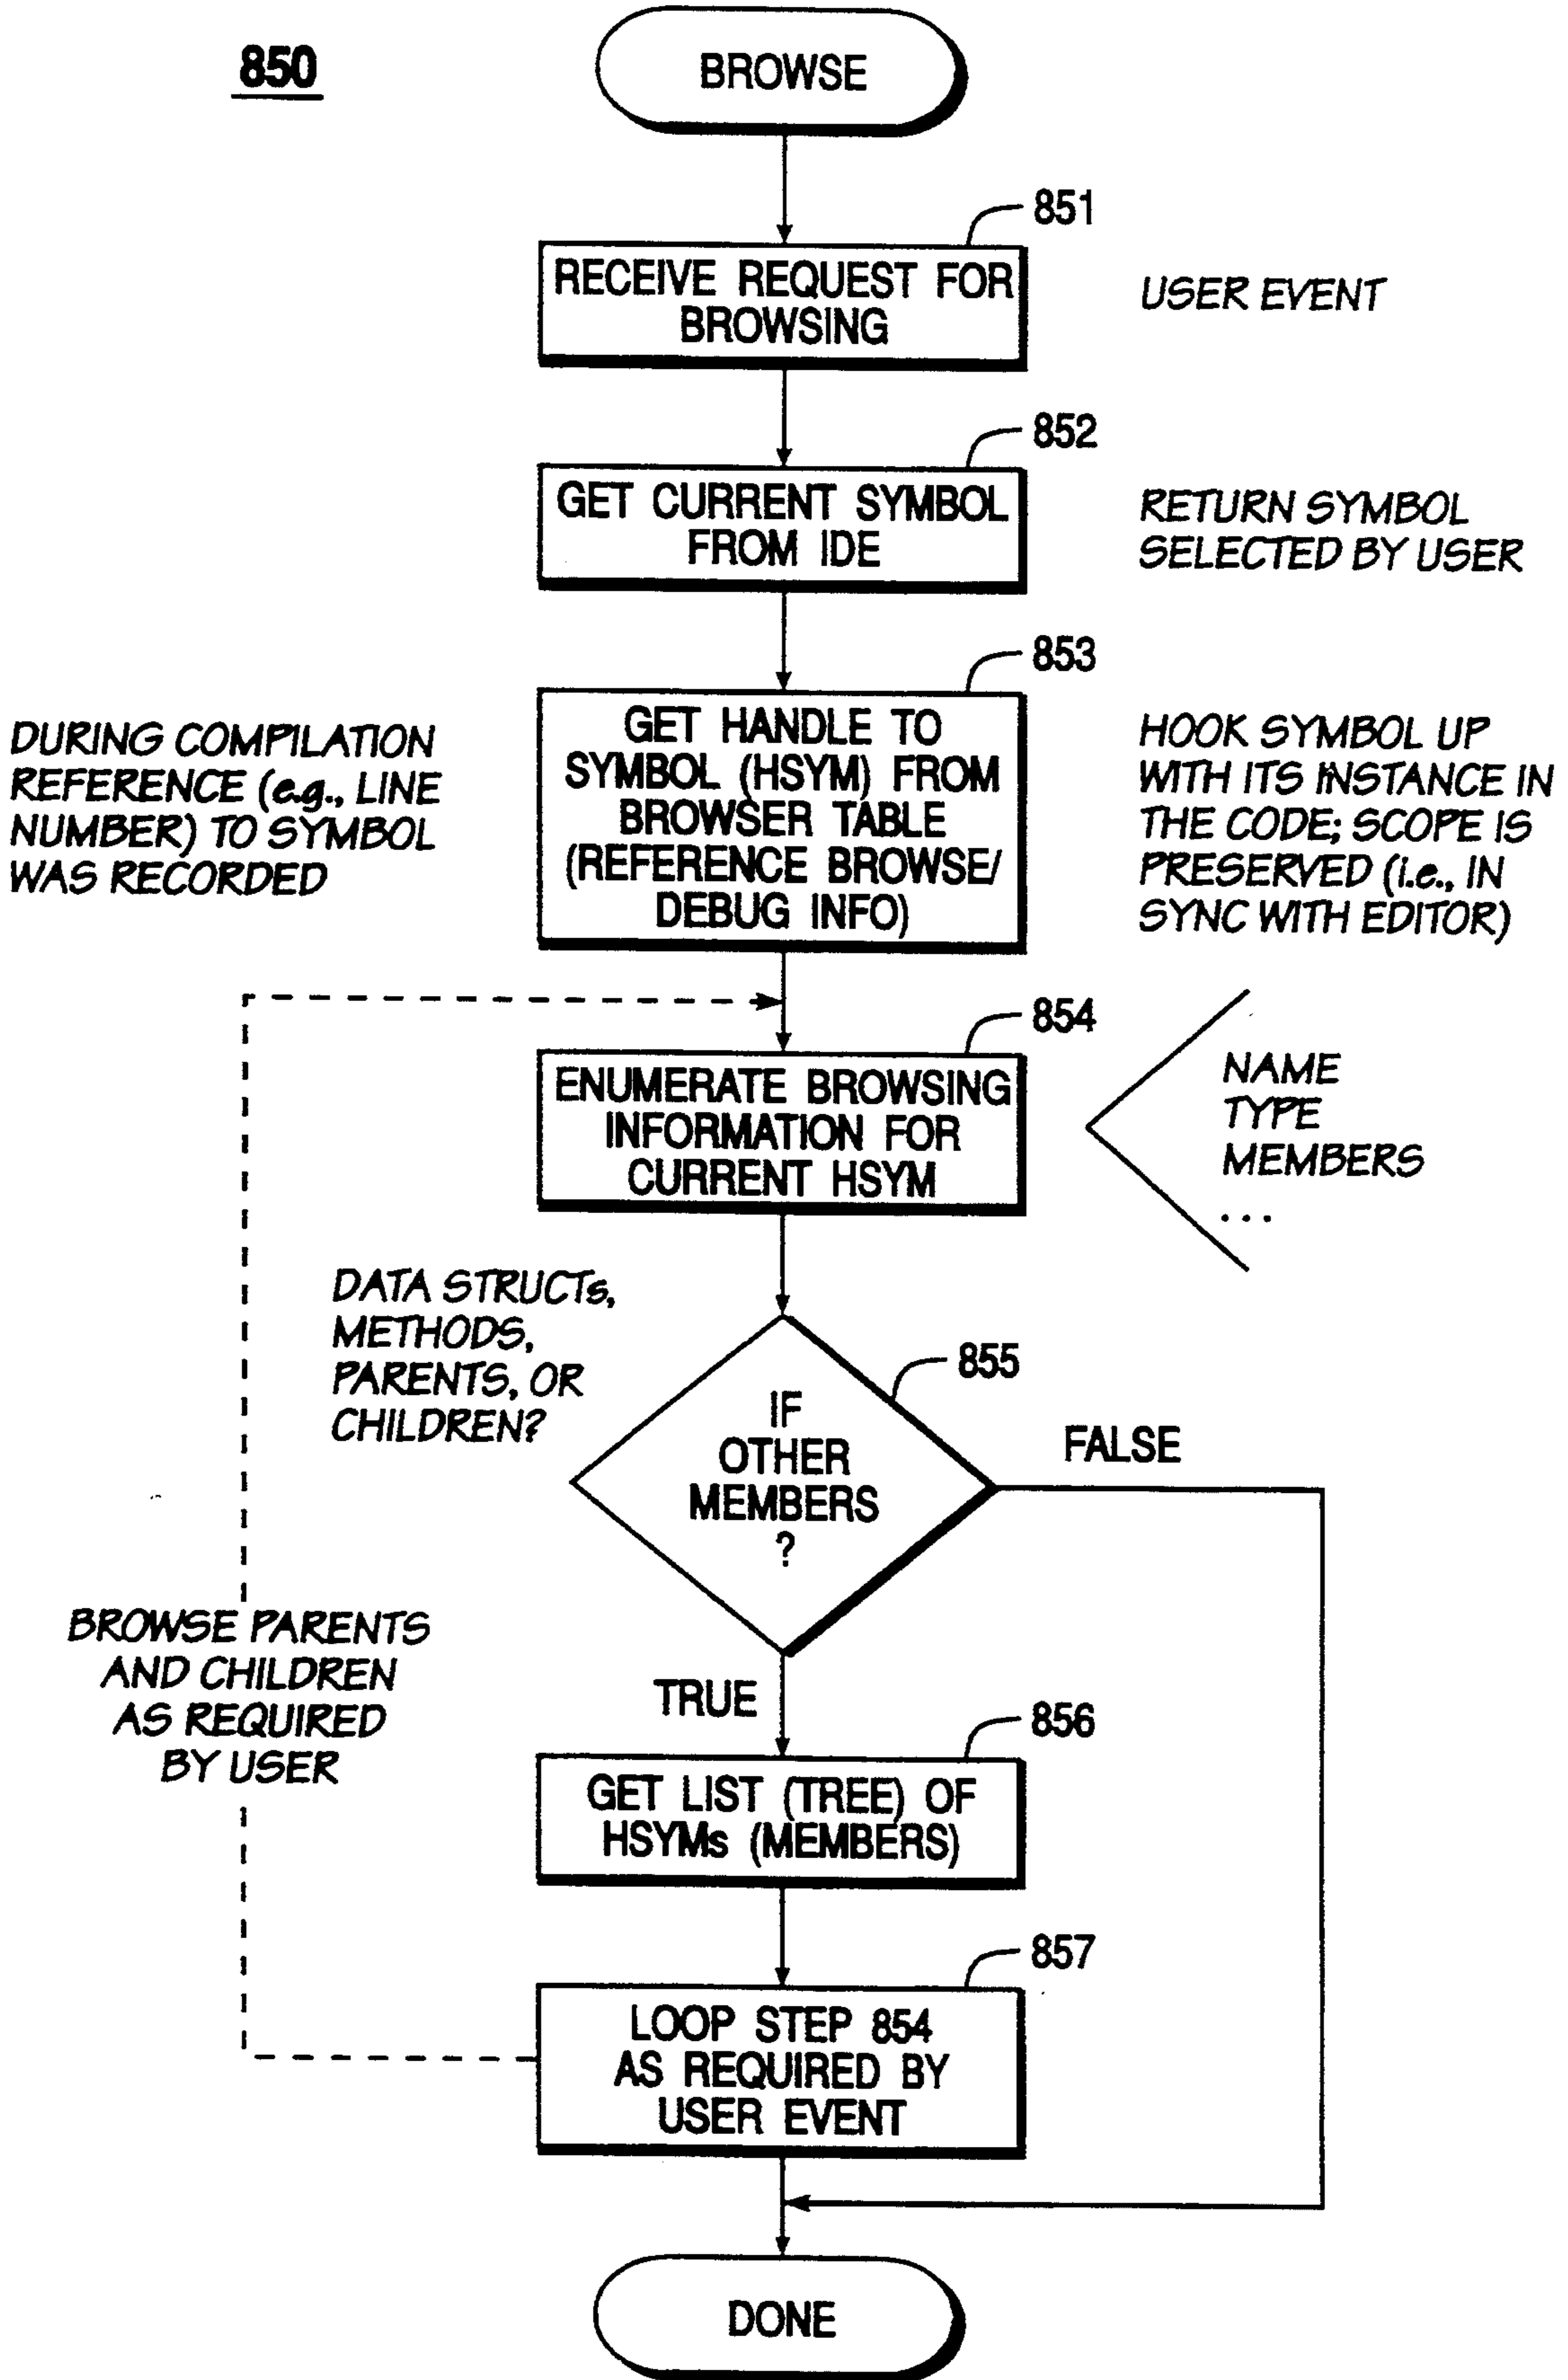 850
BROWSE
851
RECEIVE REQUEST FOR
BROWSING
USER EVENT
852
GET CURRENT SYMBOL
FROM IDE
RETURN SYMBOL
SELECTED BY USER
853
DURING COMPILATION
REFERENCE (e.g., LINE
NUMBER) TO SYMBOL
WAS RECORDED
GET HANDLE TO
SYMBOL (HSYM) FROM
BROWSER TABLE
(REFERENCE BROWSE/
DEBUG INFO)
HOOK SYMBOL UP
WITH ITS INSTANCE IN
THE CODE; SCOPE IS
PRESERVED (i.e., IN
SYNC WITH EDITOR)
854
ENUMERATE BROWSING
INFORMATION FOR
CURRENT HSYM
NAME
TYPE
MEMBERS
...
DATA STRUCTs,
METHODS,
PARENTS, OR
CHILDREN?
855
IF
OTHER
MEMBERS
?
FALSE
BROWSE PARENTS
AND CHILDREN
AS REQUIRED
BY USER
TRUE
856
GET LIST (TREE) OF
HSYMs (MEMBERS)
857
LOOP STEP 854
AS REQUIRED BY
USER EVENT
DONE